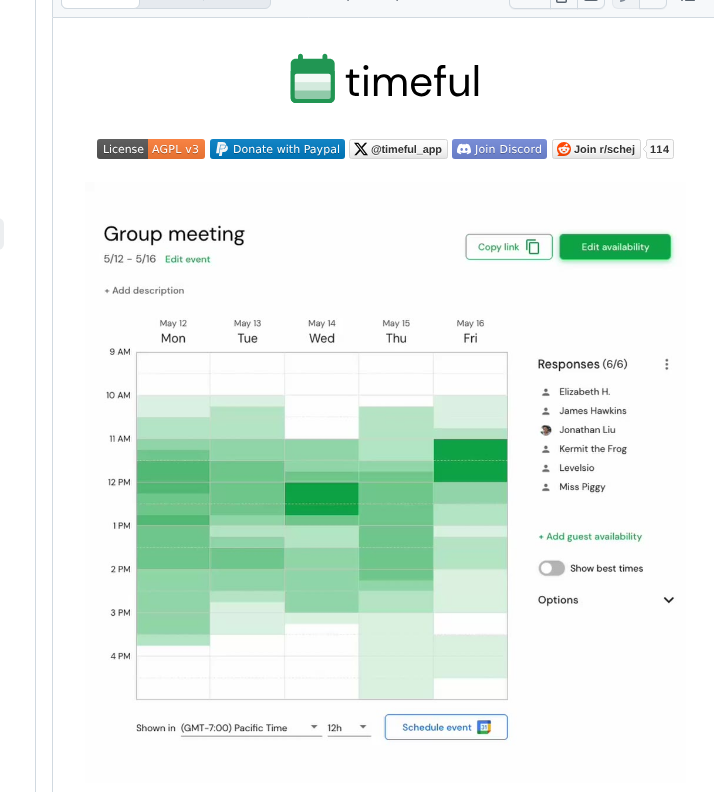 timeful
License AGPL v3 Donate with Paypal @timeful_app Join Discord Join r/schej 114
Group meeting
Copy link Edit availability
5/12 - 5/16 Edit event
+ Add description
May 12 May 13 May 14 May 15 May 16
Mon Tue Wed Thu Fri
9 AM
Responses (6/6)
Elizabeth H.
10 AM
James Hawkins
Jonathan Liu
11 AM
Kermit the Frog
Levelsio
12 PM
Miss Piggy
1 PM
+ Add guest availability
2 PM
Show best times
Options
3 PM
4 PM
Shown in (GMT-7:00) Pacific Time 12h Schedule event 31